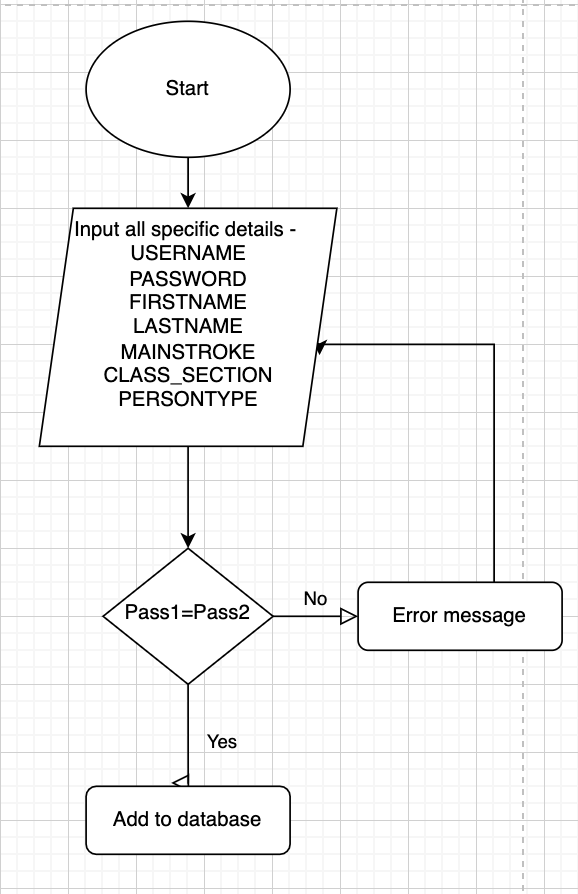 Start
Input all specific details -
USERNAME
PASSWORD
FIRSTNAME
LASTNAME
MAINSTROKE
CLASS_SECTION
PERSONTYPE
Pass1=Pass2
No
Error message
Yes
Add to database